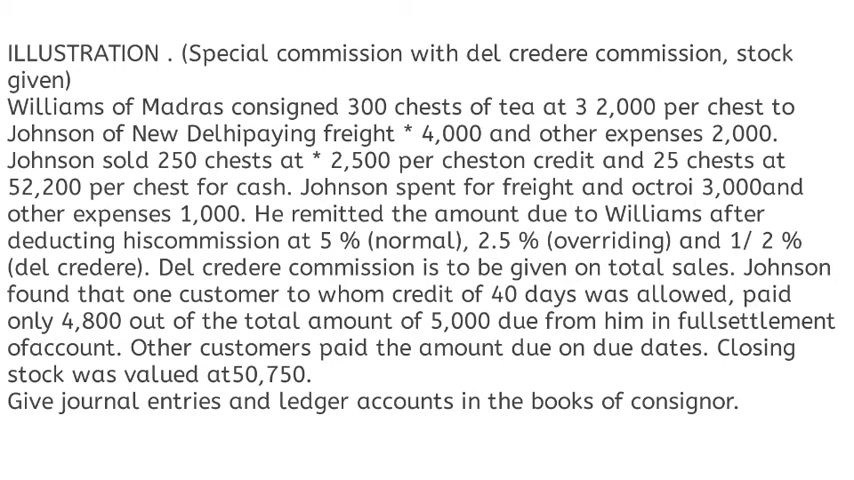 ILLUSTRATION . (Special commission with del credere commission, stock
given)
Williams of Madras consigned 300 chests of tea at 3 2,000 per chest to
Johnson of New Delhipaying freight * 4,000 and other expenses 2,000.
Johnson sold 250 chests at * 2,500 per cheston credit and 25 chests at
52,200 per chest for cash. Johnson spent for freight and octroi 3,000and
other expenses 1,000. He remitted the amount due to Williams after
deducting hiscommission at 5 % (normal), 2.5 % (overriding) and 1/ 2 %
(del credere). Del credere commission is to be given on total sales. Johnson
found that one customer to whom credit of 40 days was allowed, paid
only 4,800 out of the total amount of 5,000 due from him in fullsettlement
ofaccount. Other customers paid the amount due on due dates. Closing
stock was valued at50,750.
Give journal entries and ledger accounts in the books of consignor.